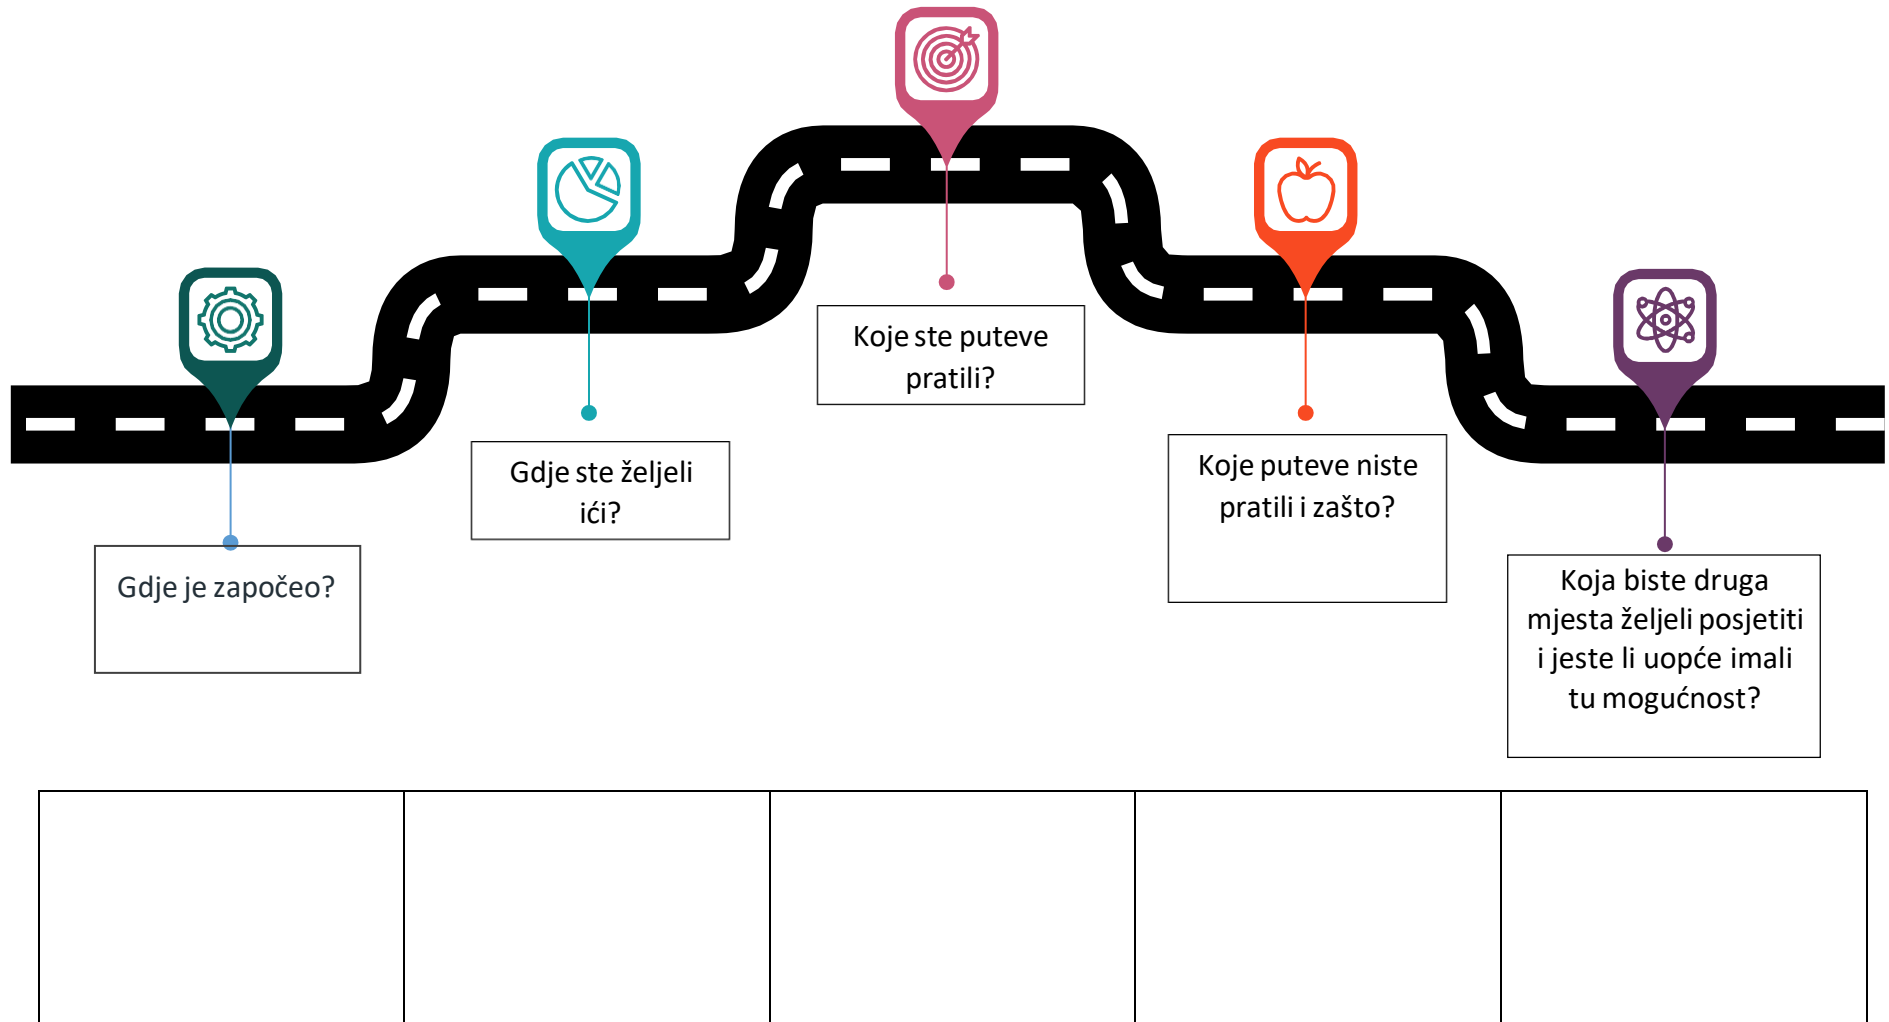 Gdje je započeo?
Gdje ste željeli
ići?
Koje ste puteve
pratili?
Koje puteve niste
pratili i zašto?
Koja biste druga
mjesta željeli posjetiti
i jeste li uopće imali
tu mogućnost?